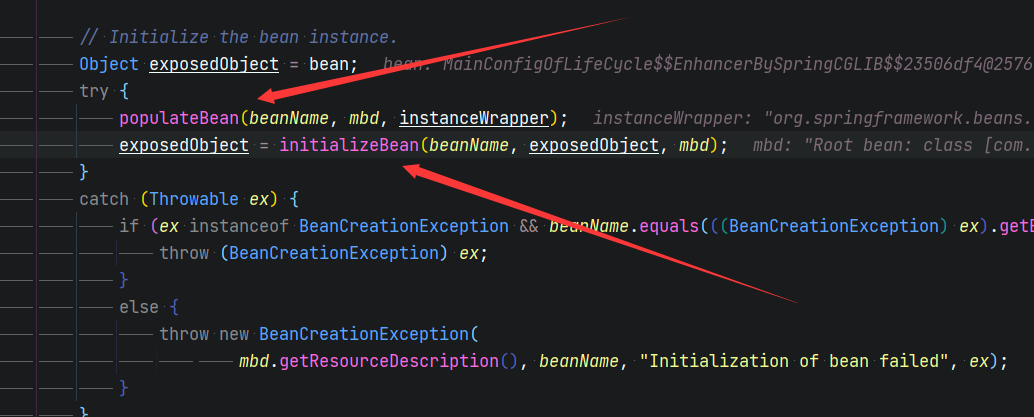 // Initialize the bean instance.
Object exposedObject = bean; bean: MainConfigOfLifeCycle$$EnhancerBySpringCGLIB$$23506df4@2576
try {
populateBean(beanName, mbd, instanceWrapper); instanceWrapper: "org.springframework.beans.
exposedObject = initializeBean(beanName, exposedObject, mbd); mbd: "Root bean: class [com.
}
catch (Throwable ex) {
if (ex instanceof BeanCreationException && beanName.equals(((BeanCreationException) ex).getB
throw (BeanCreationException) ex;
}
else {
throw new BeanCreationException(
mbd.getResourceDescription(), beanName, "Initialization of bean failed", ex);
}
}